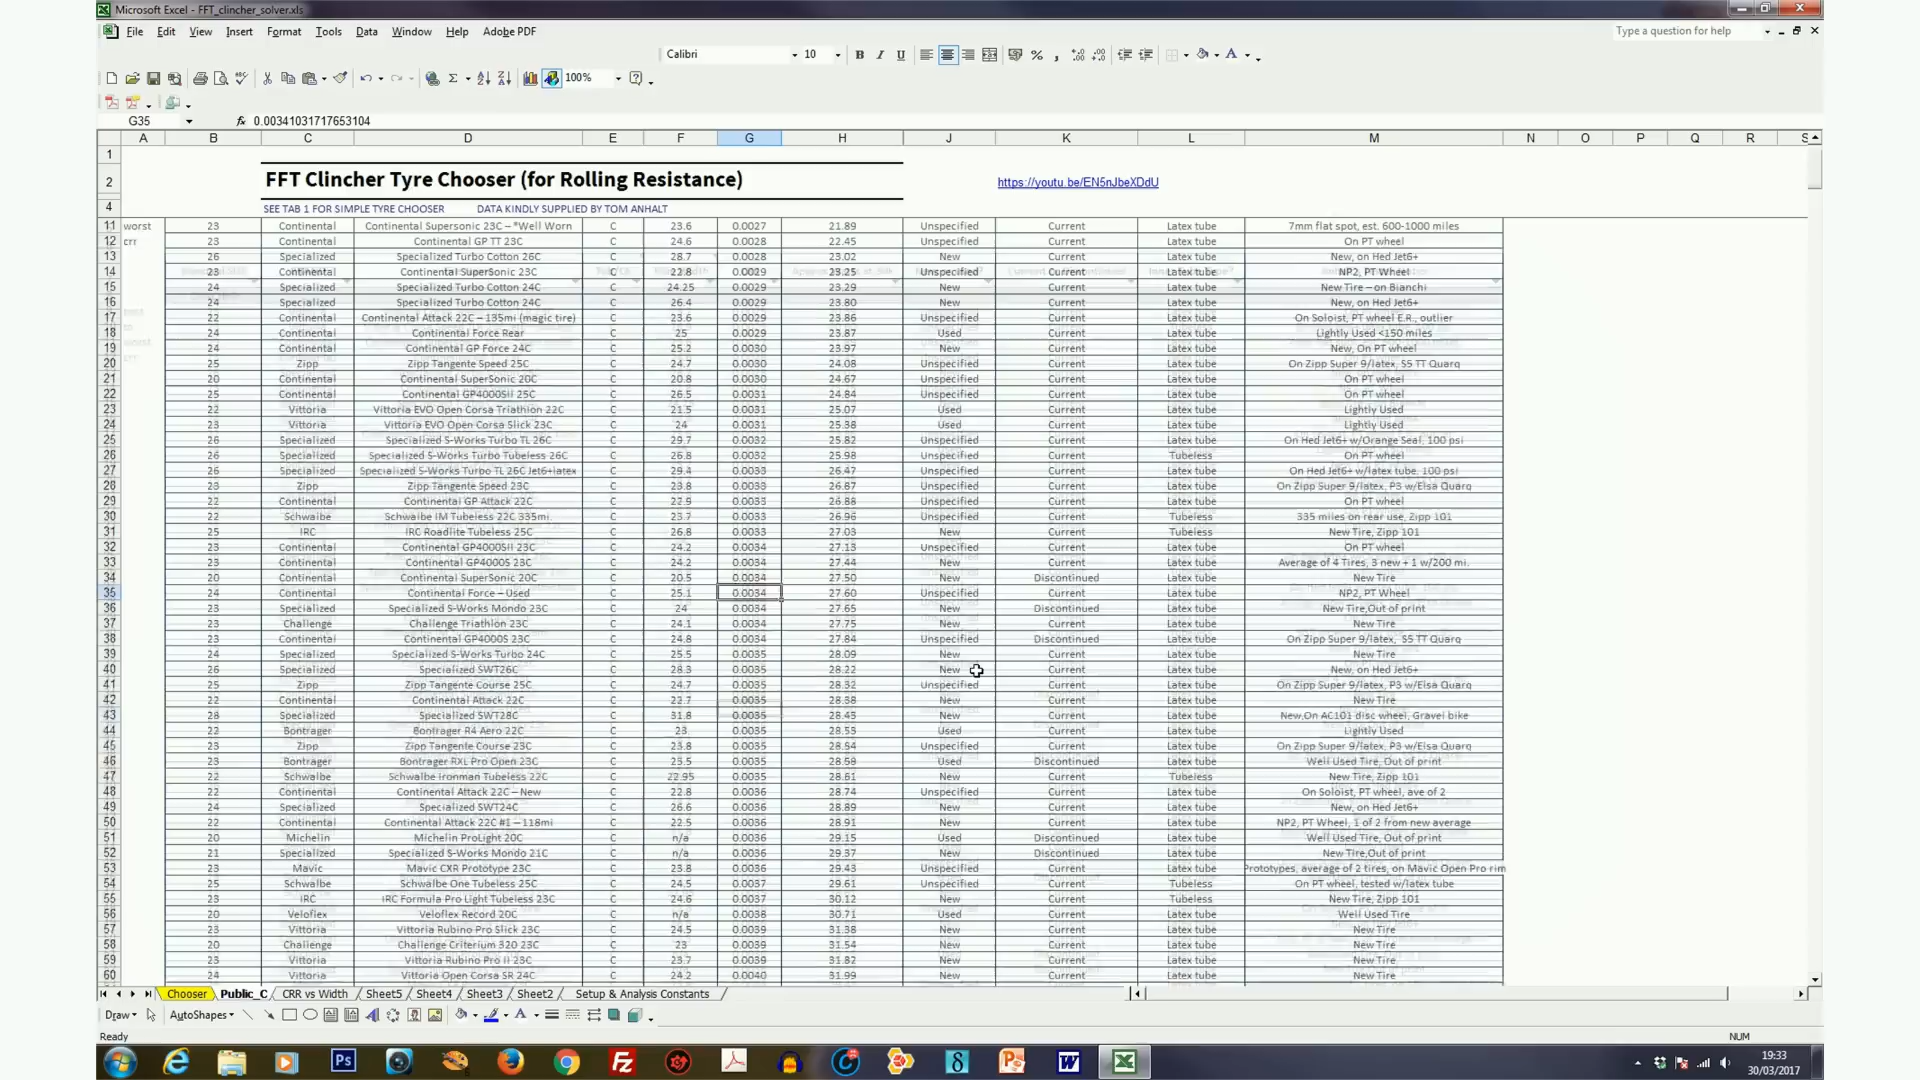 Microsoft Excel - FFT_clincher_solver.xls
File Edit View Insert Format Tools Data Window Help Adobe PDF Type a question for help
Calibri 10 B I U
100%
G35 fx 0.00341031717653104
A B C D E F G H J K L M N O P Q R S
1
2 FFT Clincher Tyre Chooser (for Rolling Resistance) https://youtu.be/EN5nJbeXDdU
4 SEE TAB 1 FOR SIMPLE TYRE CHOOSER DATA KINDLY SUPPLIED BY TOM ANHALT
11 worst 23 Continental Continental Supersonic 23C – *Well Worn C 23.6 0.0027 21.89 Unspecified Current Latex tube 7mm flat spot, est. 600-1000 miles
12 crr 23 Continental Continental GP TT 23C C 24.6 0.0028 22.45 Unspecified Current Latex tube On PT wheel
13 26 Specialized Specialized Turbo Cotton 26C C 28.7 0.0028 23.02 New Current Latex tube New, on Hed Jet6+
14 23 Continental Continental SuperSonic 23C C 22.8 0.0029 23.25 Unspecified Current Latex tube NP2, PT Wheel
15 24 Specialized Specialized Turbo Cotton 24C C 24.25 0.0029 23.29 New Current Latex tube New Tire – on Bianchi
16 24 Specialized Specialized Turbo Cotton 24C C 26.4 0.0029 23.80 New Current Latex tube New, on Hed Jet6+
17 22 Continental Continental Attack 22C – 135mi (magic tire) C 23.6 0.0029 23.86 Unspecified Current Latex tube On Soloist, PT wheel E.R., outlier
18 24 Continental Continental Force Rear C 25 0.0029 23.87 Used Current Latex tube Lightly Used <150 miles
19 24 Continental Continental GP Force 24C C 25.2 0.0030 23.97 New Current Latex tube New, On PT wheel
20 25 Zipp Zipp Tangente Speed 25C C 24.7 0.0030 24.08 Unspecified Current Latex tube On Zipp Super 9/latex, S5 TT Quarq
21 20 Continental Continental SuperSonic 20C C 20.8 0.0030 24.67 Unspecified Current Latex tube On PT wheel
22 25 Continental Continental GP4000SII 25C C 26.5 0.0031 24.84 Unspecified Current Latex tube On PT wheel
23 22 Vittoria Vittoria EVO Open Corsa Triathlon 22C C 21.5 0.0031 25.07 Used Current Latex tube Lightly Used
24 23 Vittoria Vittoria EVO Open Corsa Slick 23C C 24 0.0031 25.38 Used Current Latex tube Lightly Used
25 26 Specialized Specialized S-Works Turbo TL 26C C 29.7 0.0032 25.82 Unspecified Current Latex tube On Hed Jet6+ w/Orange Seal, 100 psi
26 26 Specialized Specialized S-Works Turbo Tubeless 26C C 26.8 0.0032 25.98 Unspecified Current Tubeless On PT wheel
27 26 Specialized Specialized S-Works Turbo TL 26C Jet6+latex C 29.4 0.0033 26.47 Unspecified Current Latex tube On Hed Jet6+ w/latex tube. 100 psi
28 23 Zipp Zipp Tangente Speed 23C C 23.8 0.0033 26.87 Unspecified Current Latex tube On Zipp Super 9/latex, P3 w/Elsa Quarq
29 22 Continental Continental GP Attack 22C C 22.9 0.0033 26.88 Unspecified Current Latex tube On PT wheel
30 22 Schwalbe Schwalbe IM Tubeless 22C 335mi. C 23.7 0.0033 26.96 Unspecified Current Tubeless 335 miles on rear use, Zipp 101
31 25 IRC IRC Roadlite Tubeless 25C C 26.8 0.0033 27.03 New Current Tubeless New Tire, Zipp 101
32 23 Continental Continental GP4000SII 23C C 24.2 0.0034 27.13 Unspecified Current Latex tube On PT wheel
33 23 Continental Continental GP4000S 23C C 24.2 0.0034 27.44 New Current Latex tube Average of 4 Tires, 3 new + 1 w/200 mi.
34 20 Continental Continental SuperSonic 20C C 20.5 0.0034 27.50 New Discontinued Latex tube New Tire
35 24 Continental Continental Force – Used C 25.1 0.0034 27.60 Unspecified Current Latex tube NP2, PT Wheel
36 23 Specialized Specialized S-Works Mondo 23C C 24 0.0034 27.65 New Discontinued Latex tube New Tire,Out of print
37 23 Challenge Challenge Triathlon 23C C 24.1 0.0034 27.75 New Current Latex tube New Tire
38 23 Continental Continental GP4000S 23C C 24.8 0.0034 27.84 Unspecified Discontinued Latex tube On Zipp Super 9/latex, S5 TT Quarq
39 24 Specialized Specialized S-Works Turbo 24C C 25.5 0.0035 28.09 New Current Latex tube New Tire
40 26 Specialized Specialized SWT26C C 28.3 0.0035 28.22 New Current Latex tube New, on Hed Jet6+
41 25 Zipp Zipp Tangente Course 25C C 24.7 0.0035 28.32 Unspecified Current Latex tube On Zipp Super 9/latex, P3 w/Elsa Quarq
42 22 Continental Continental Attack 22C C 22.7 0.0035 28.38 New Current Latex tube New Tire
43 28 Specialized Specialized SWT28C C 31.8 0.0035 28.45 New Current Latex tube New,On AC101 disc wheel, Gravel bike
44 22 Bontrager Bontrager R4 Aero 22C C 23 0.0035 28.53 Used Current Latex tube Lightly Used
45 23 Zipp Zipp Tangente Course 23C C 23.8 0.0035 28.54 Unspecified Current Latex tube On Zipp Super 9/latex, P3 w/Elsa Quarq
46 23 Bontrager Bontrager RXL Pro Open 23C C 23.5 0.0035 28.58 Used Discontinued Latex tube Well Used Tire, Out of print
47 22 Schwalbe Schwalbe Ironman Tubeless 22C C 22.95 0.0035 28.61 New Current Tubeless New Tire, Zipp 101
48 22 Continental Continental Attack 22C – New C 22.8 0.0036 28.74 Unspecified Current Latex tube On Soloist, PT wheel, ave of 2
49 24 Specialized Specialized SWT24C C 26.6 0.0036 28.89 New Current Latex tube New, on Hed Jet6+
50 22 Continental Continental Attack 22C #1 – 118mi C 22.5 0.0036 28.91 New Current Latex tube NP2, PT Wheel, 1 of 2 from new average
51 20 Michelin Michelin ProLight 20C C n/a 0.0036 29.15 Used Discontinued Latex tube Well Used Tire, Out of print
52 21 Specialized Specialized S-Works Mondo 21C C n/a 0.0036 29.37 New Discontinued Latex tube New Tire,Out of print
53 23 Mavic Mavic CXR Prototype 23C C 23.8 0.0036 29.43 Unspecified Current Latex tube Prototypes, average of 2 tires, on Mavic Open Pro rim
54 25 Schwalbe Schwalbe One Tubeless 25C C 24.5 0.0037 29.61 Unspecified Current Tubeless On PT wheel, tested w/latex tube
55 23 IRC IRC Formula Pro Light Tubeless 23C C 24.6 0.0037 30.12 New Current Tubeless New Tire, Zipp 101
56 20 Veloflex Veloflex Record 20C C n/a 0.0038 30.71 Used Current Latex tube Well Used Tire
57 23 Vittoria Vittoria Rubino Pro Slick 23C C 24.5 0.0039 31.38 New Current Latex tube New Tire
58 20 Challenge Challenge Criterium 320 23C C 23 0.0039 31.54 New Current Latex tube New Tire
59 23 Vittoria Vittoria Rubino Pro II 23C C 23.7 0.0039 31.82 New Current Latex tube New Tire
60 24 Vittoria Vittoria Open Corsa SR 24C C 24.2 0.0040 31.99 New Current Latex tube New Tire
Chooser Public_C CRR vs Width Sheet5 Sheet4 Sheet3 Sheet2 Setup & Analysis Constants
Draw AutoShapes
Ready NUM
19:33
30/03/2017